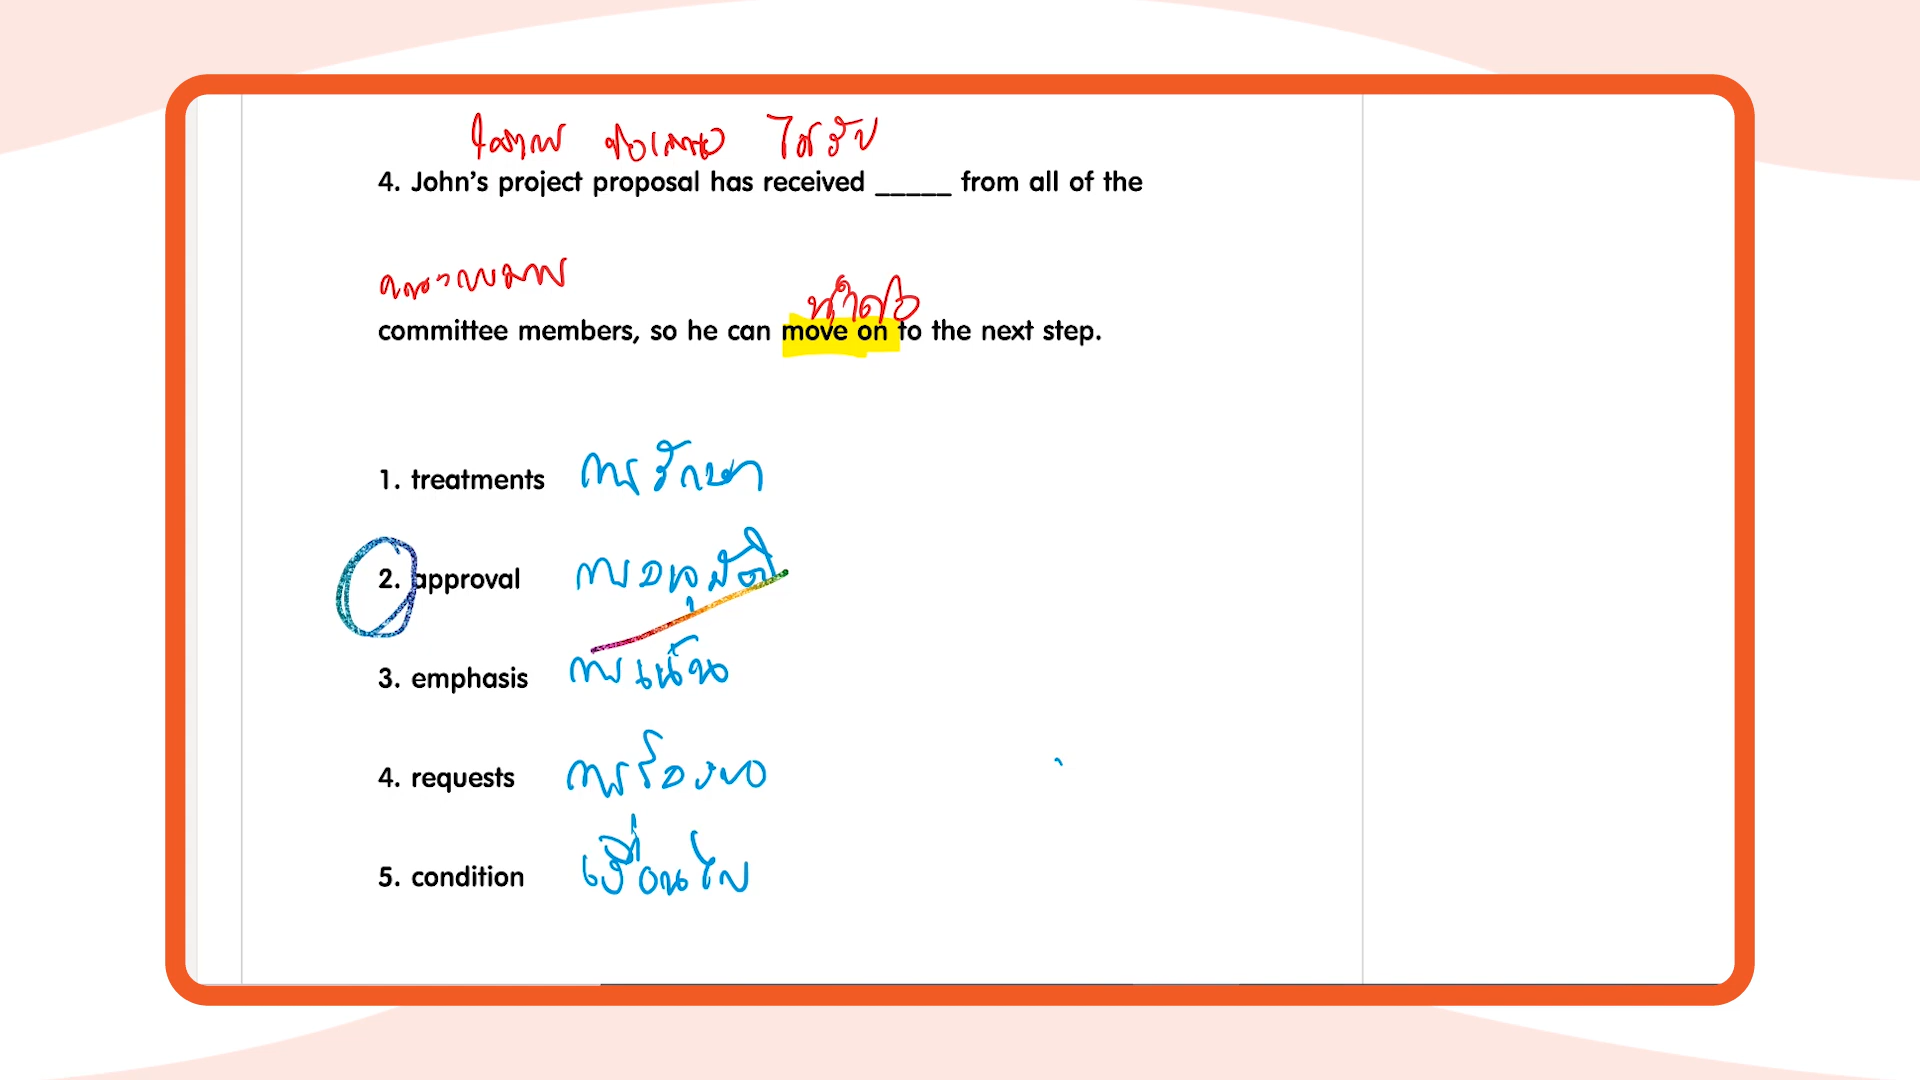 โครงการ ข้อเสนอ ได้รับ
4. John's project proposal has received _____ from all of the
คณะกรรมการ
committee members, so he can move on to the next step.
1. treatments การรักษา
2. approval การอนุมัติ
3. emphasis การเน้น
4. requests การร้องขอ
5. condition เงื่อนไข